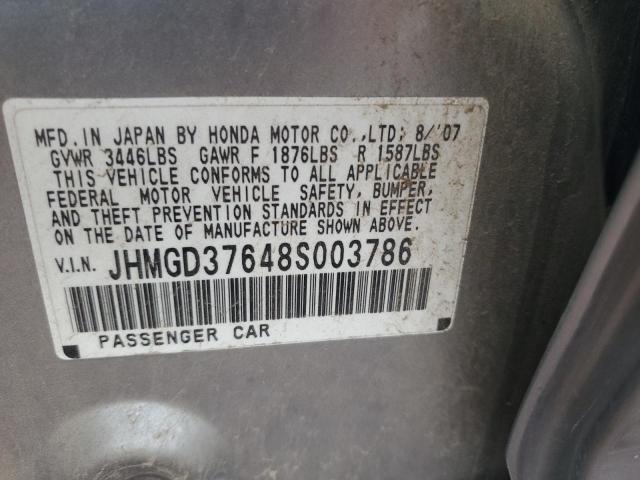 MFD. IN JAPAN BY HONDA MOTOR CO., LTD; 8/'07
GVWR 3446LBS GAWR F 1876LBS R 1587LBS
THIS VEHICLE CONFORMS TO ALL APPLICABLE
FEDERAL MOTOR VEHICLE SAFETY, BUMPER,
AND THEFT PREVENTION STANDARDS IN EFFECT
ON THE DATE OF MANUFACTURE SHOWN ABOVE.
V.I.N. JHMGD37648S003786
PASSENGER CAR